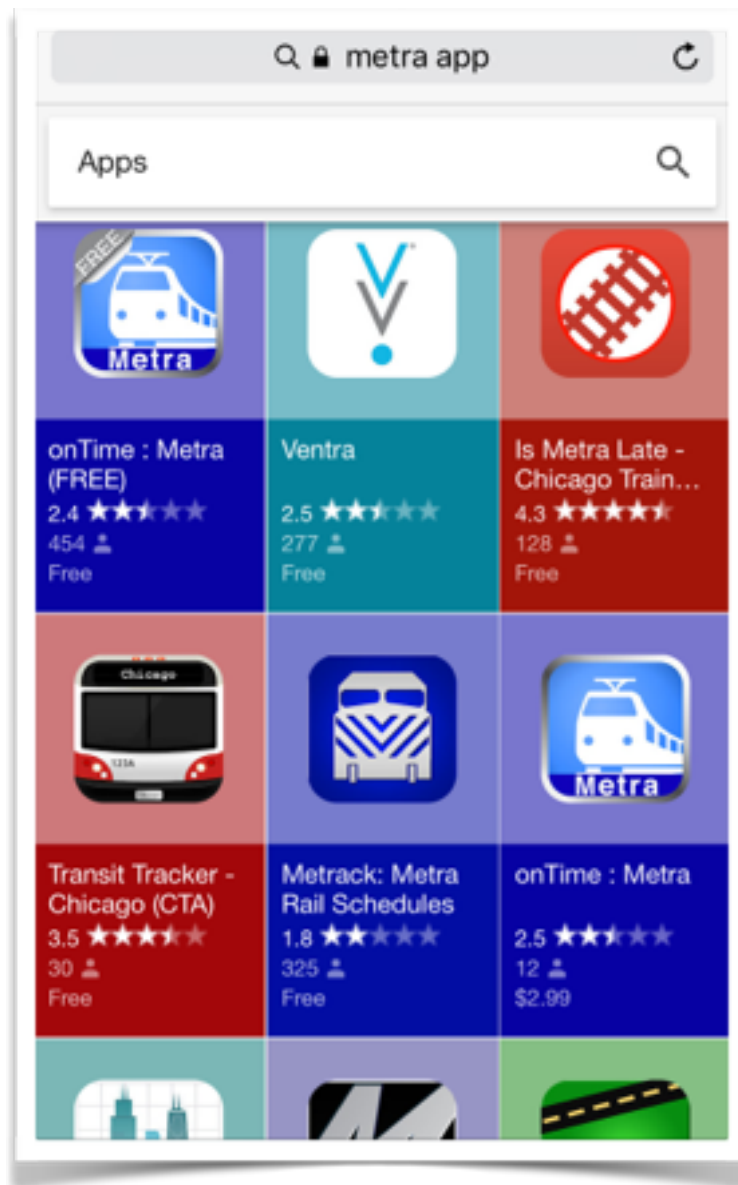 metra app
Apps
FREE
Metra
onTime : Metra
(FREE)
2.4
454
Free
Ventra
2.5
277
Free
Is Metra Late -
Chicago Train...
4.3
128
Free
Chicago
123A
Transit Tracker -
Chicago (CTA)
3.5
30
Free
Metrack: Metra
Rail Schedules
1.8
325
Free
Metra
onTime : Metra
2.5
12
$2.99